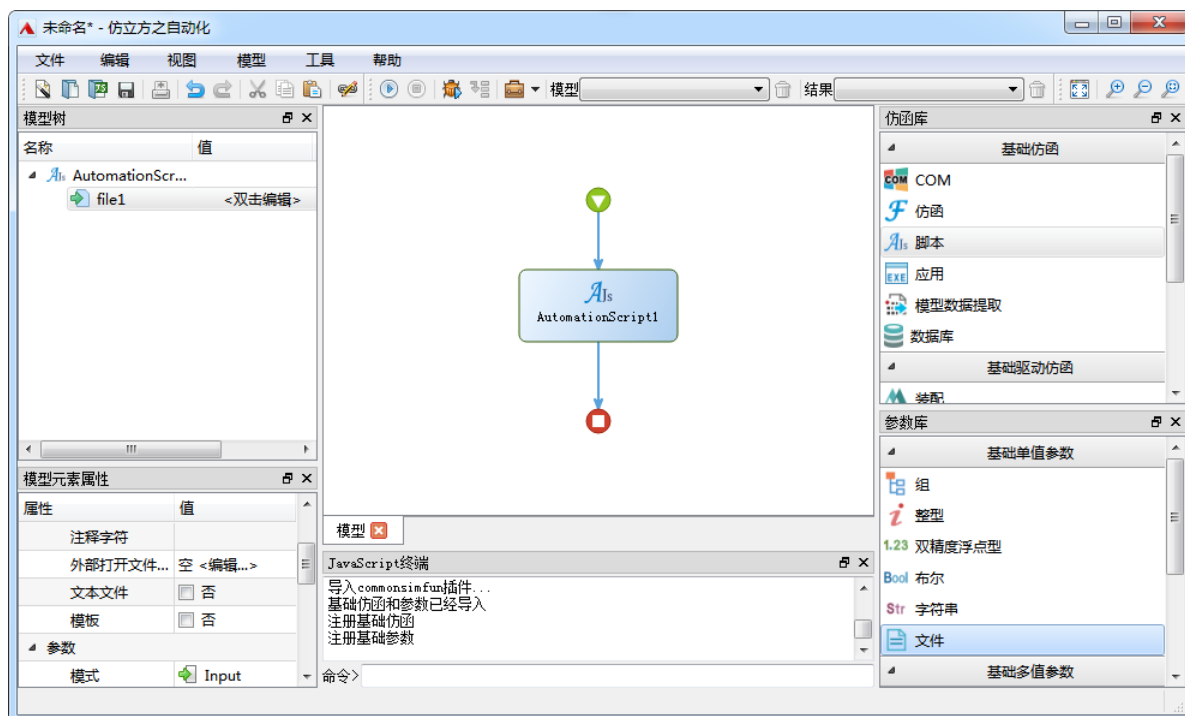 未命名* - 仿立方之自动化
文件 编辑 视图 模型 工具 帮助
模型 结果
模型树
名称 值
AJs AutomationScr...
file1 <双击编辑>
模型元素属性
属性 值
注释字符
外部打开文件... 空 <编辑...>
文本文件 否
模板 否
参数
模式 Input
AJs
AutomationScript1
模型
JavaScript终端
导入commonsimfun插件...
基础仿函和参数已经导入
注册基础仿函
注册基础参数
命令>
仿函库
基础仿函
COM COM
F 仿函
AJs 脚本
EXE 应用
模型数据提取
数据库
基础驱动仿函
装配
参数库
基础单值参数
组
i 整型
1.23 双精度浮点型
Bool 布尔
Str 字符串
文件
基础多值参数